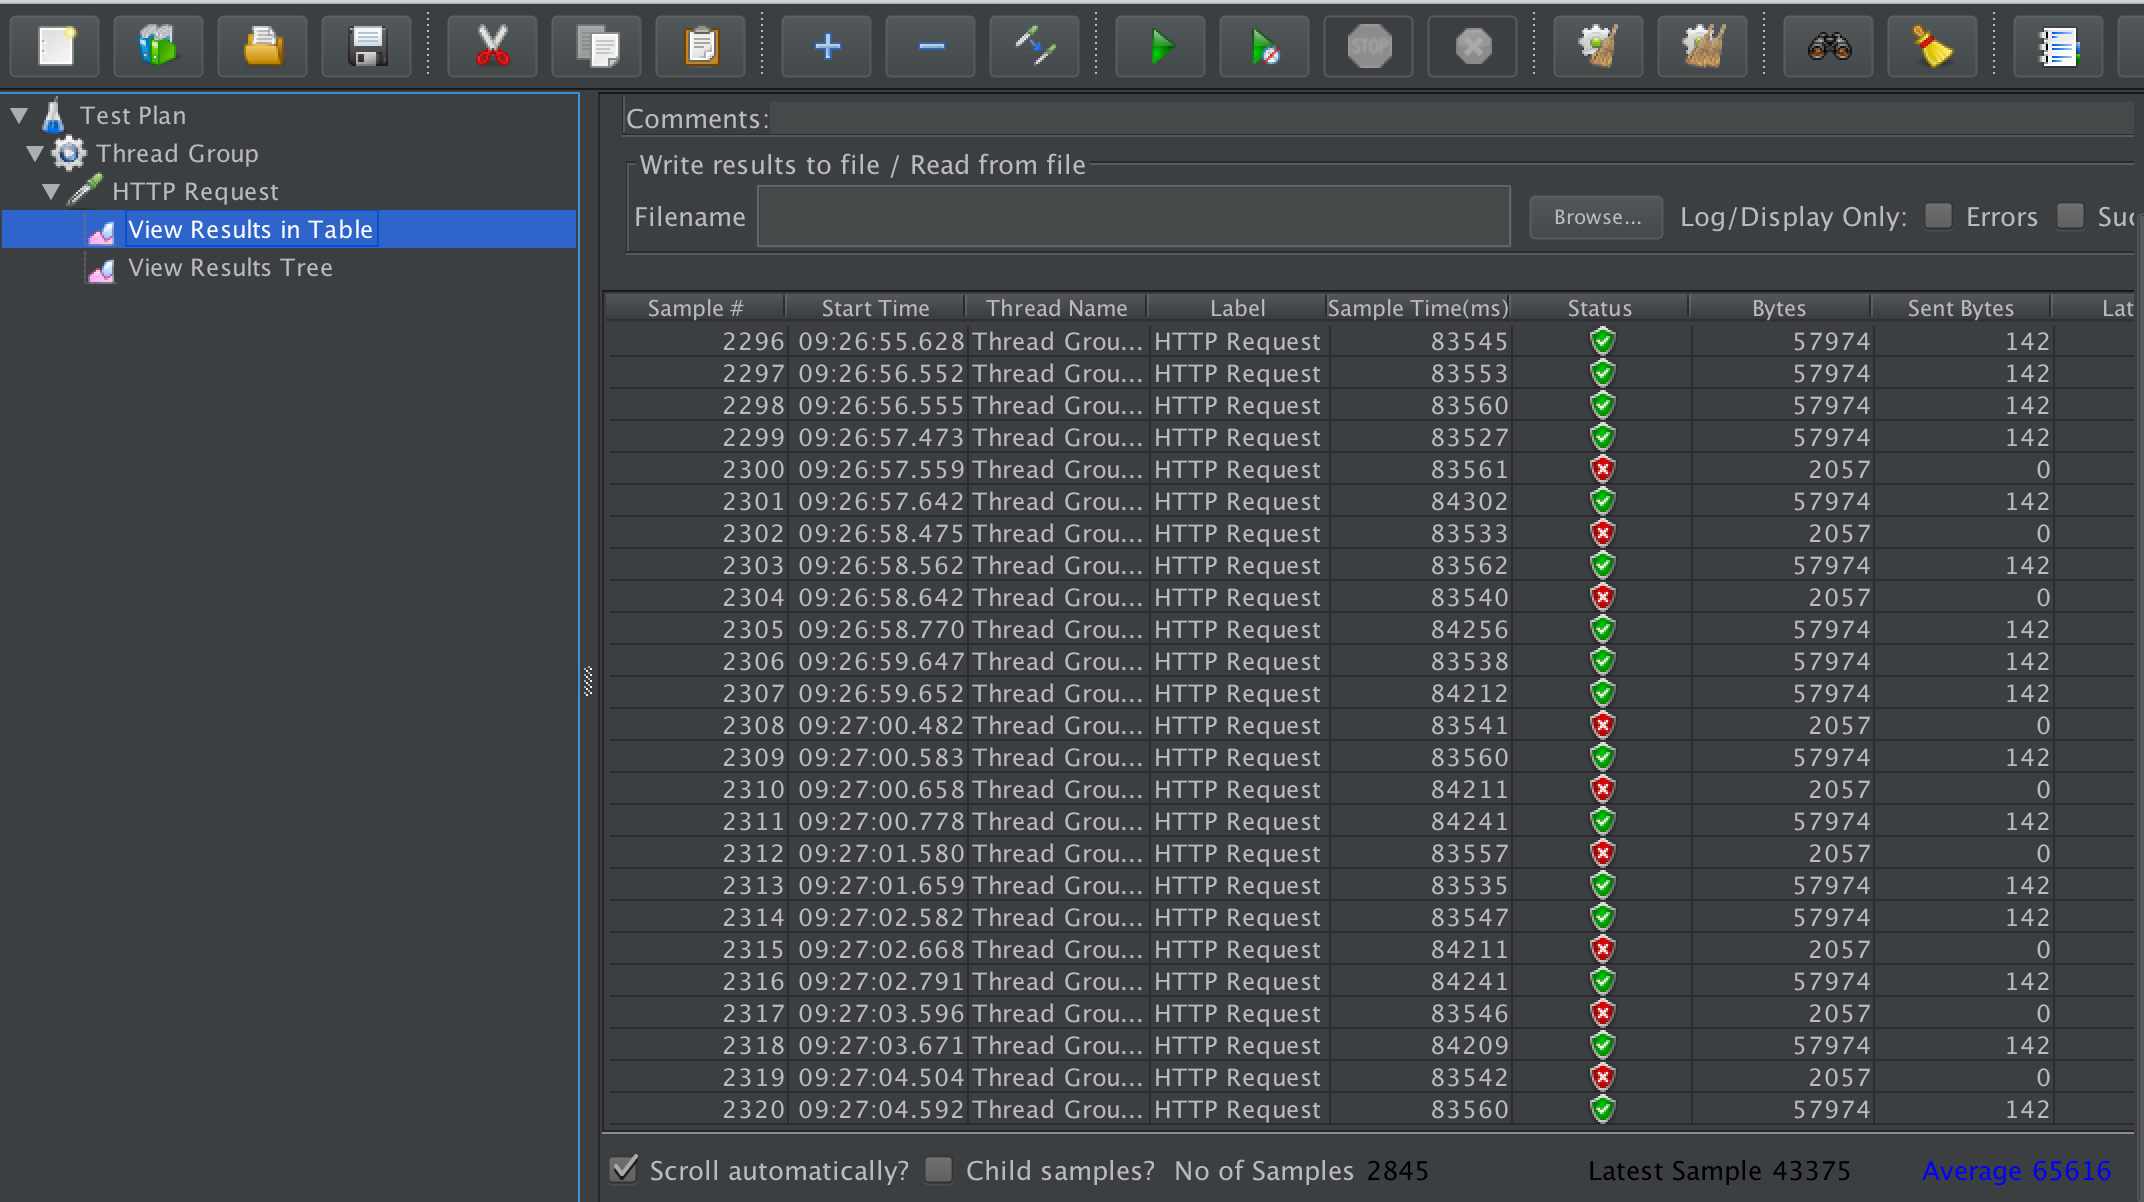 STOP
Test Plan
Thread Group
HTTP Request
View Results in Table
View Results Tree
Comments:
Write results to file / Read from file
Filename Browse... Log/Display Only: Errors Suc
Sample # Start Time Thread Name Label Sample Time(ms) Status Bytes Sent Bytes Lat
2296 09:26:55.628 Thread Grou... HTTP Request 83545 57974 142
2297 09:26:56.552 Thread Grou... HTTP Request 83553 57974 142
2298 09:26:56.555 Thread Grou... HTTP Request 83560 57974 142
2299 09:26:57.473 Thread Grou... HTTP Request 83527 57974 142
2300 09:26:57.559 Thread Grou... HTTP Request 83561 2057 0
2301 09:26:57.642 Thread Grou... HTTP Request 84302 57974 142
2302 09:26:58.475 Thread Grou... HTTP Request 83533 2057 0
2303 09:26:58.562 Thread Grou... HTTP Request 83562 57974 142
2304 09:26:58.642 Thread Grou... HTTP Request 83540 2057 0
2305 09:26:58.770 Thread Grou... HTTP Request 84256 57974 142
2306 09:26:59.647 Thread Grou... HTTP Request 83538 57974 142
2307 09:26:59.652 Thread Grou... HTTP Request 84212 57974 142
2308 09:27:00.482 Thread Grou... HTTP Request 83541 2057 0
2309 09:27:00.583 Thread Grou... HTTP Request 83560 57974 142
2310 09:27:00.658 Thread Grou... HTTP Request 84211 2057 0
2311 09:27:00.778 Thread Grou... HTTP Request 84241 57974 142
2312 09:27:01.580 Thread Grou... HTTP Request 83557 2057 0
2313 09:27:01.659 Thread Grou... HTTP Request 83535 57974 142
2314 09:27:02.582 Thread Grou... HTTP Request 83547 57974 142
2315 09:27:02.668 Thread Grou... HTTP Request 84211 2057 0
2316 09:27:02.791 Thread Grou... HTTP Request 84241 57974 142
2317 09:27:03.596 Thread Grou... HTTP Request 83546 2057 0
2318 09:27:03.671 Thread Grou... HTTP Request 84209 57974 142
2319 09:27:04.504 Thread Grou... HTTP Request 83542 2057 0
2320 09:27:04.592 Thread Grou... HTTP Request 83560 57974 142
Scroll automatically? Child samples? No of Samples 2845 Latest Sample 43375 Average 65616